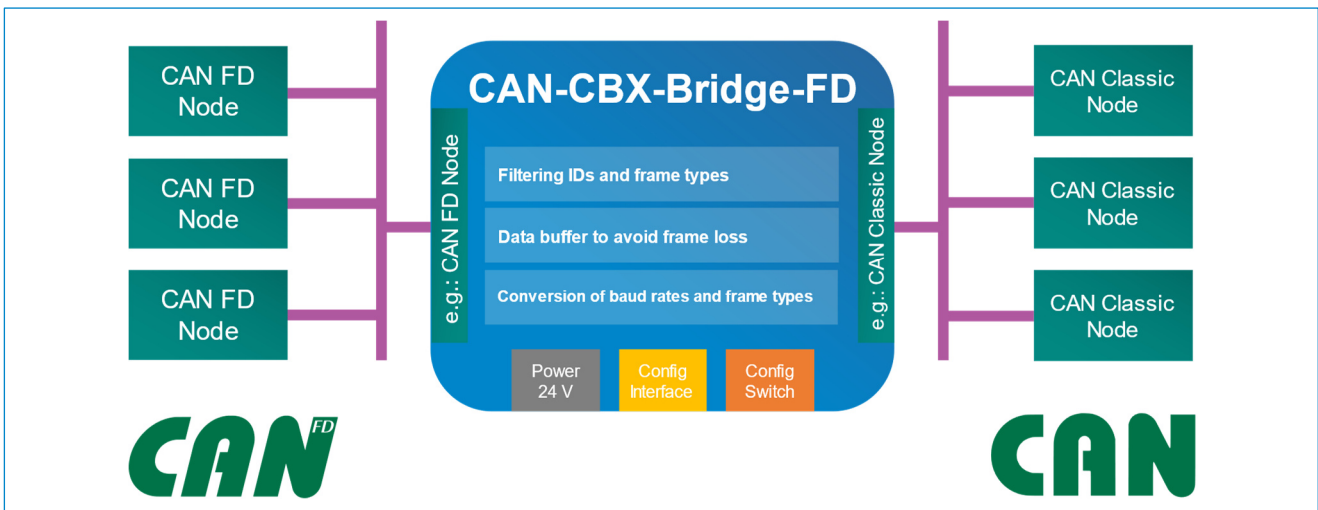 CAN FD
Node
CAN FD
Node
CAN FD
Node
CAN-CBX-Bridge-FD
e.g.: CAN FD Node
Filtering IDs and frame types
Data buffer to avoid frame loss
Conversion of baud rates and frame types
e.g.: CAN Classic Node
Power
24 V
Config
Interface
Config
Switch
CAN Classic
Node
CAN Classic
Node
CAN Classic
Node
CAN FD
CAN